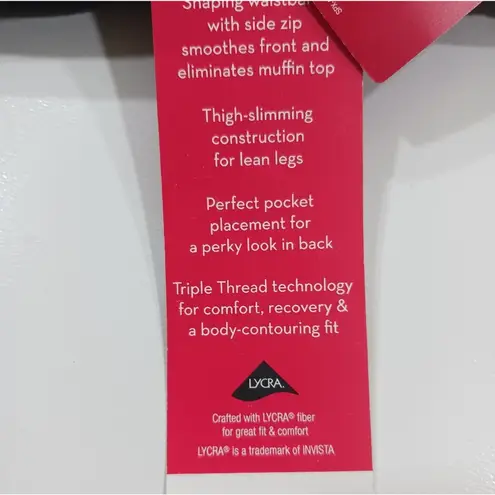 Shaping waistband
with side zip
smoothes front and
eliminates muffin top
Thigh-slimming
construction
for lean legs
Perfect pocket
placement for
a perky look in back
Triple Thread technology
for comfort, recovery &
a body-contouring fit
LYCRA.
Crafted with LYCRA® fiber
for great fit & comfort
LYCRA® is a trademark of INVISTA